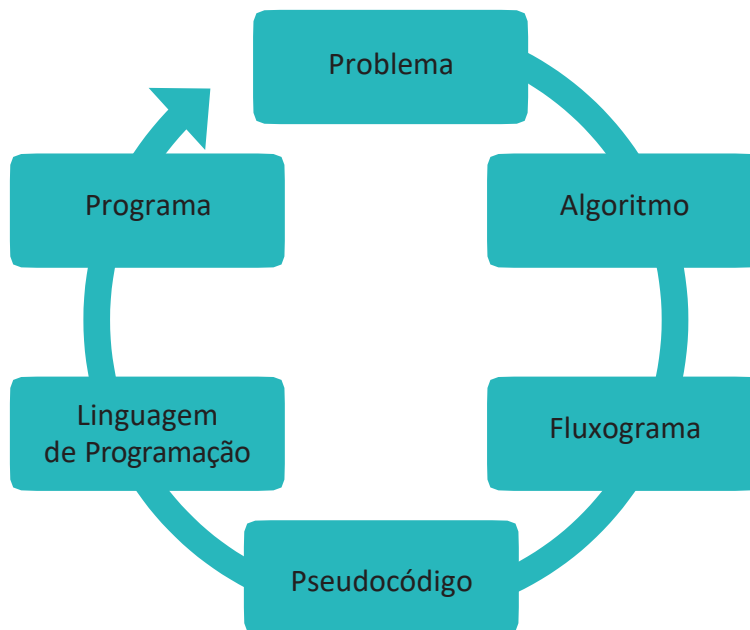 Problema
Algoritmo
Fluxograma
Pseudocódigo
Linguagem
de Programação
Programa